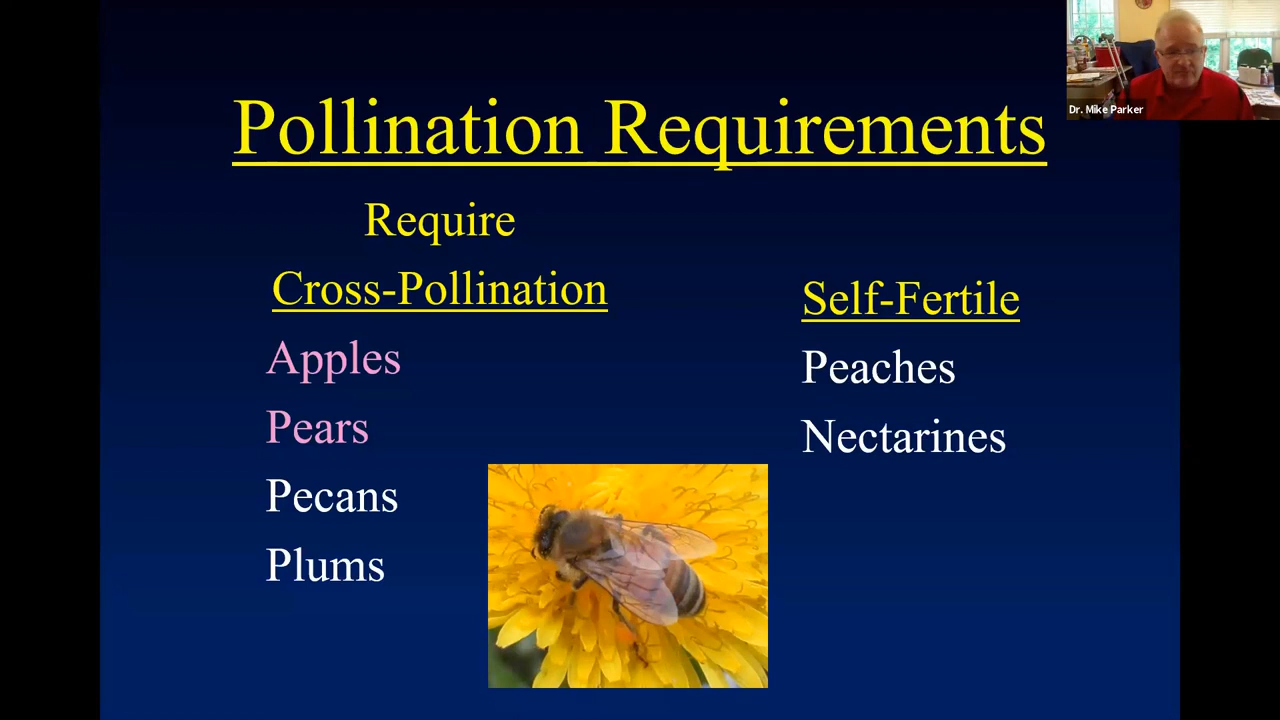 Dr. Mike Parker
Pollination Requirements
Require
Cross-Pollination
Apples
Pears
Pecans
Plums
Self-Fertile
Peaches
Nectarines